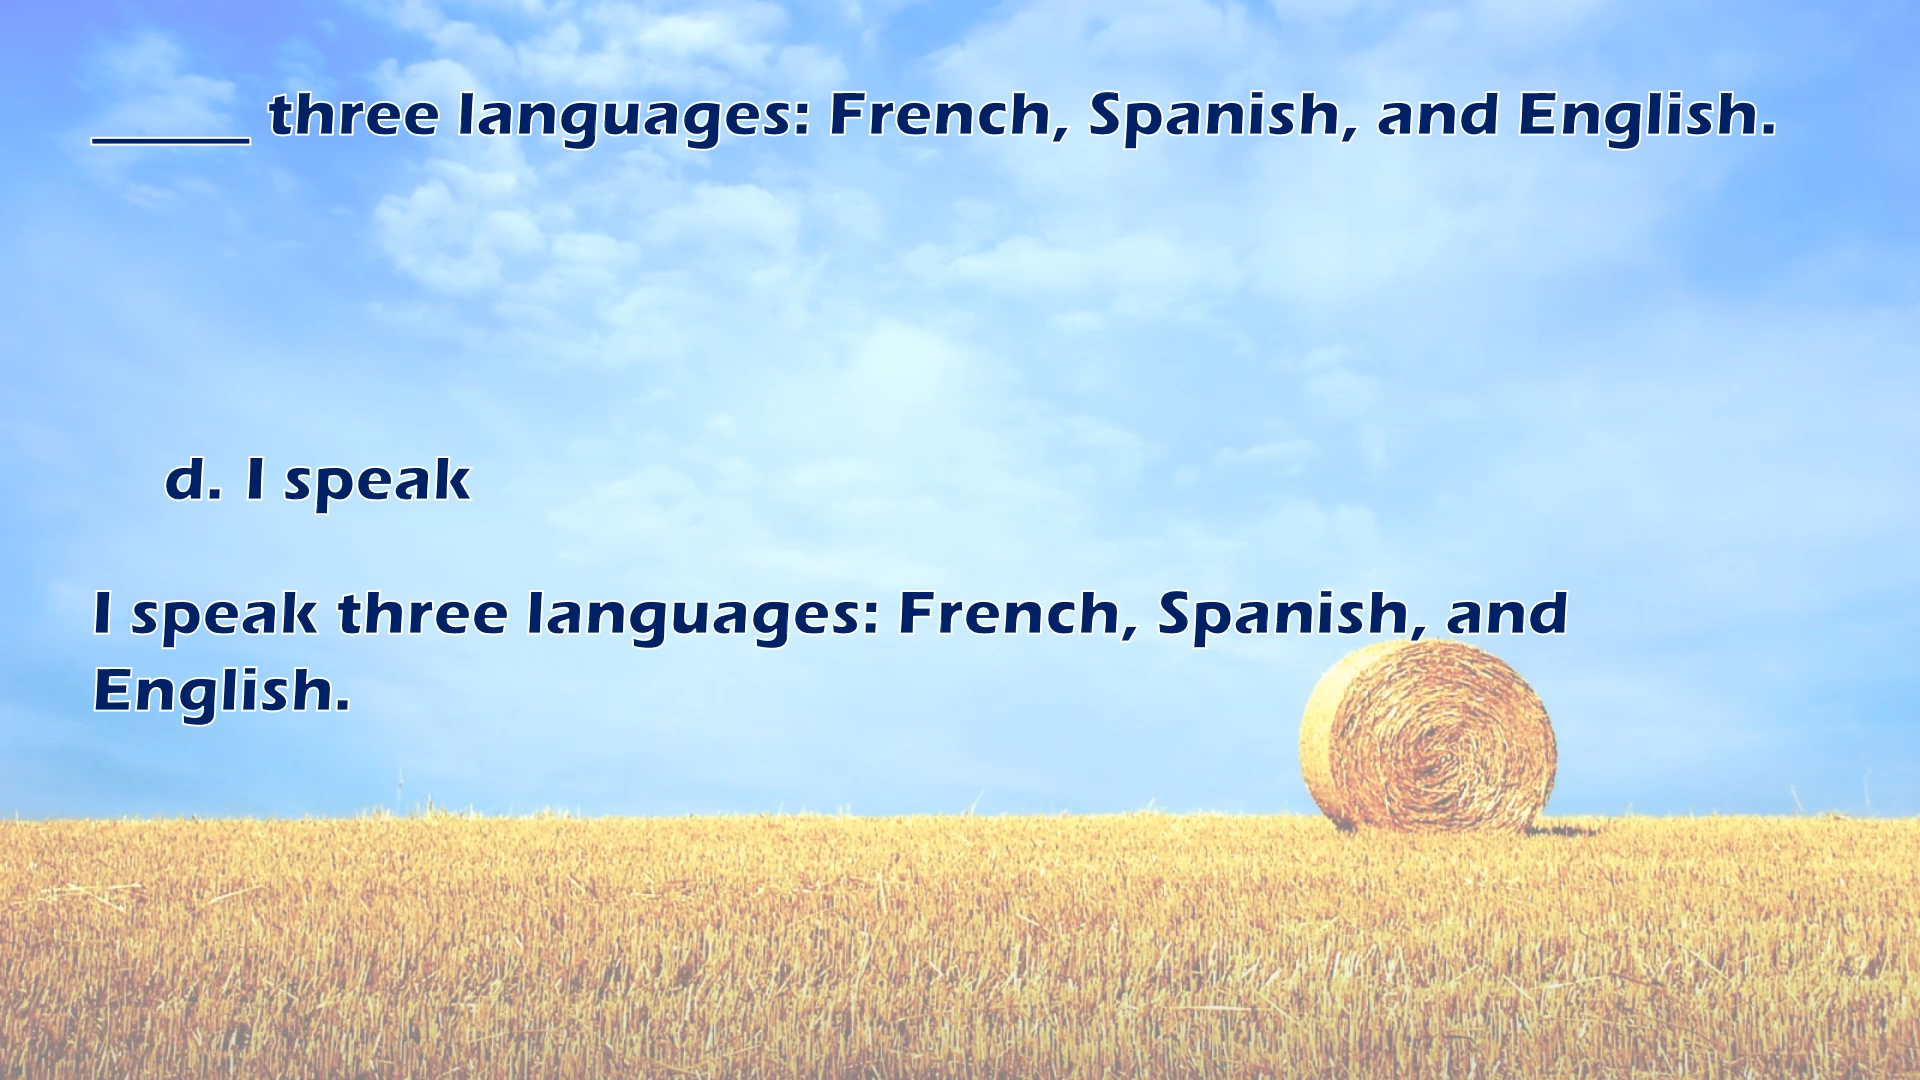 _____ three languages: French, Spanish, and English.
d. I speak
I speak three languages: French, Spanish, and
English.